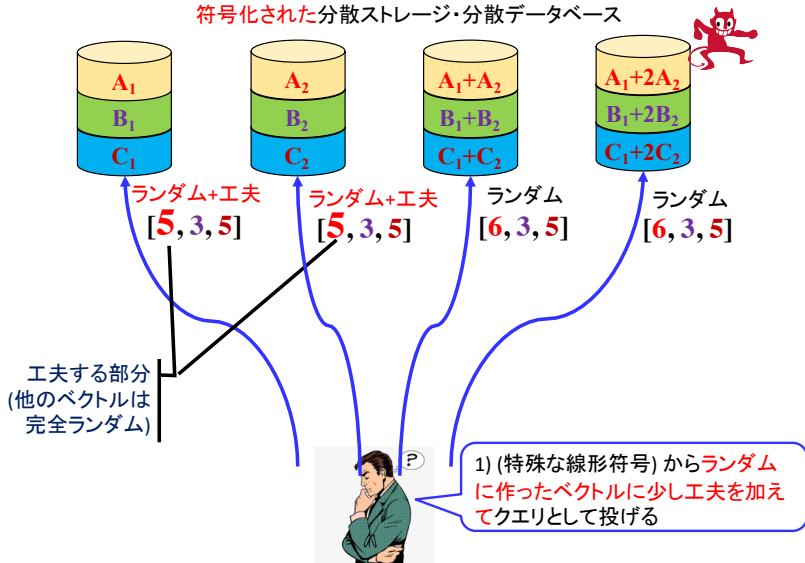 符号化された分散ストレージ・分散データベース
A₁
B₁
C₁
A₂
B₂
C₂
A₁+A₂
B₁+B₂
C₁+C₂
A₁+2A₂
B₁+2B₂
C₁+2C₂
ランダム+工夫
[5, 3, 5]
ランダム+工夫
[5, 3, 5]
ランダム
[6, 3, 5]
ランダム
[6, 3, 5]
工夫する部分
(他のベクトルは
完全ランダム)
?
1) (特殊な線形符号) からランダム
に作ったベクトルに少し工夫を加え
てクエリとして投げる